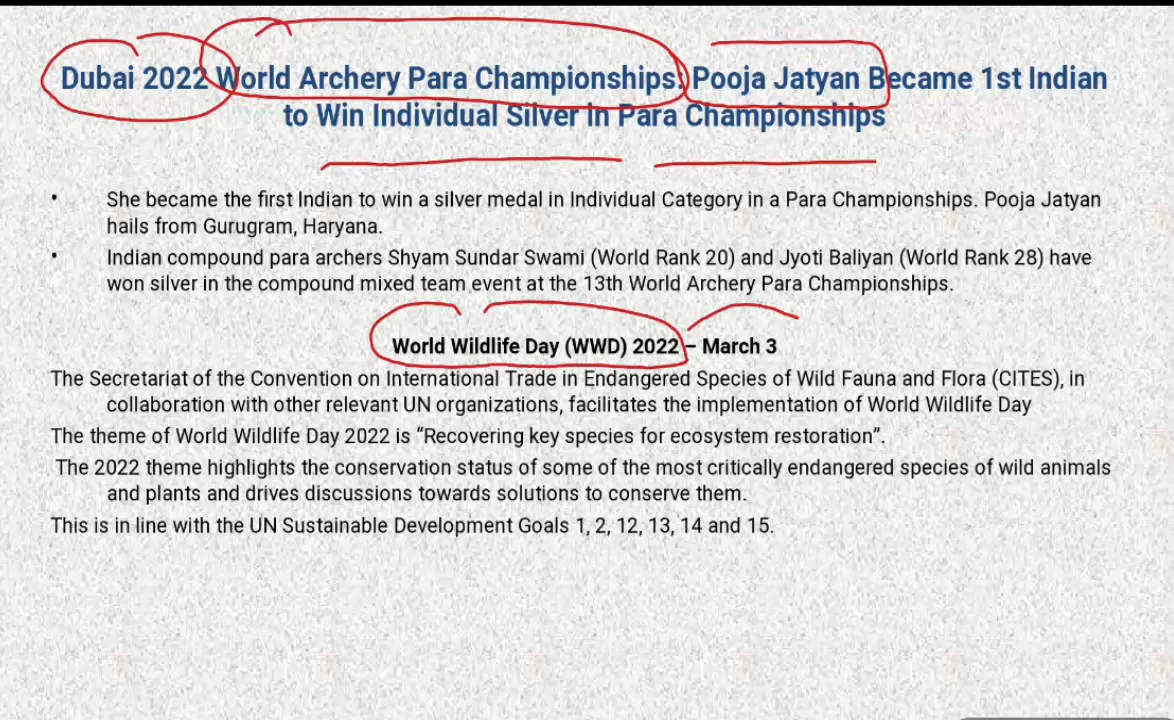 Dubai 2022 World Archery Para Championships: Pooja Jatyan Became 1st Indian
to Win Individual Silver in Para Championships
• She became the first Indian to win a silver medal in Individual Category in a Para Championships. Pooja Jatyan
hails from Gurugram, Haryana.
• Indian compound para archers Shyam Sundar Swami (World Rank 20) and Jyoti Baliyan (World Rank 28) have
won silver in the compound mixed team event at the 13th World Archery Para Championships.
World Wildlife Day (WWD) 2022 – March 3
The Secretariat of the Convention on International Trade in Endangered Species of Wild Fauna and Flora (CITES), in
collaboration with other relevant UN organizations, facilitates the implementation of World Wildlife Day
The theme of World Wildlife Day 2022 is “Recovering key species for ecosystem restoration”.
The 2022 theme highlights the conservation status of some of the most critically endangered species of wild animals
and plants and drives discussions towards solutions to conserve them.
This is in line with the UN Sustainable Development Goals 1, 2, 12, 13, 14 and 15.